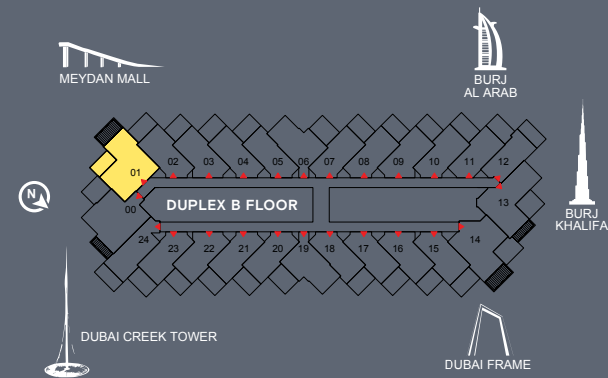 MEYDAN MALL
BURJ
AL ARAB
02 03 04 05 06 07 08 09 10 11 12
01
N
00
DUPLEX B FLOOR
13
BURJ
KHALIFA
24 23 22 21 20 19 18 17 16 15 14
DUBAI CREEK TOWER
DUBAI FRAME